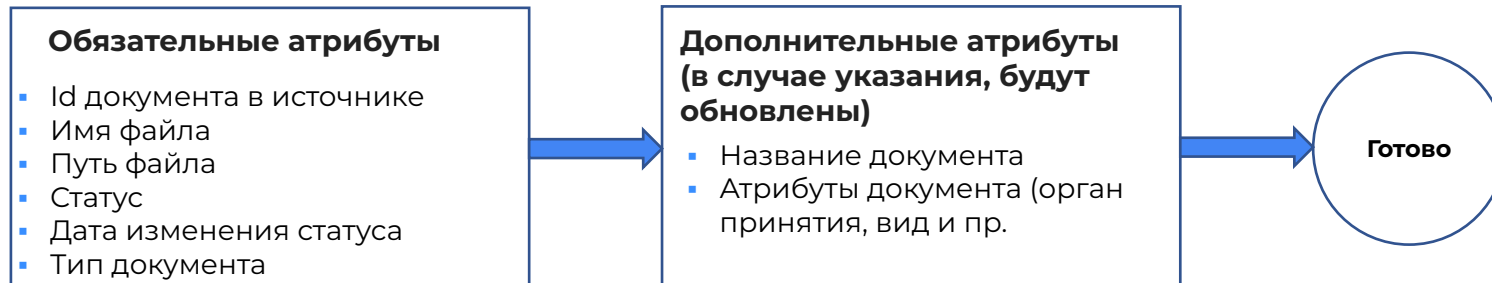 Обязательные атрибуты
Id документа в источнике
Имя файла
Путь файла
Статус
Дата изменения статуса
Тип документа
Дополнительные атрибуты
(в случае указания, будут
обновлены)
Название документа
Атрибуты документа (орган
принятия, вид и пр.
Готово